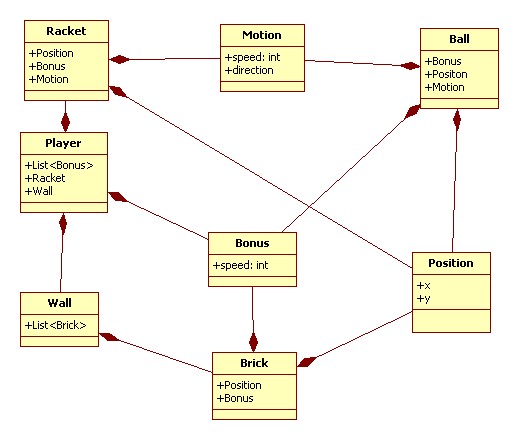 Racket
+Position
+Bonus
+Motion
Motion
+speed: int
+direction
Ball
+Bonus
+Positon
+Motion
Player
+List<Bonus>
+Racket
+Wall
Bonus
+speed: int
Position
+x
+y
Wall
+List<Brick>
Brick
+Position
+Bonus